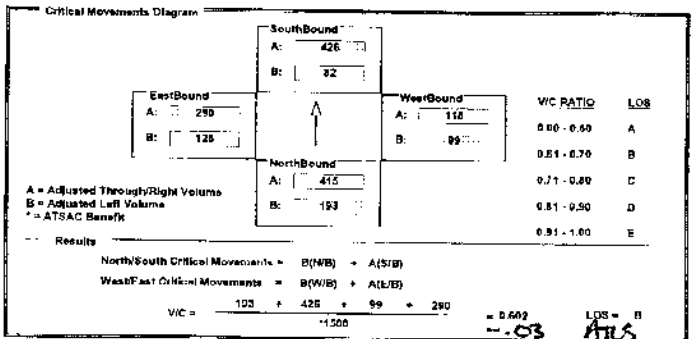 Critical Movements Diagram
SouthBound
A: 426
B: 82
EastBound
A: 290
B: 128
WestBound
A: 118
B: 99
NorthBound
A: 415
B: 193
V/C RATIO LOS
0.00 - 0.60 A
0.61 - 0.70 B
0.71 - 0.80 C
0.81 - 0.90 D
0.91 - 1.00 E
A = Adjusted Through/Right Volume
B = Adjusted Left Volume
* = ATSAC Benefit
Results
North/South Critical Movements = B(N/B) + A(S/B)
West/East Critical Movements = B(W/B) + A(E/B)
V/C = 193 + 426 + 99 + 290
*1500
= 0.602 LOS = B
-.03